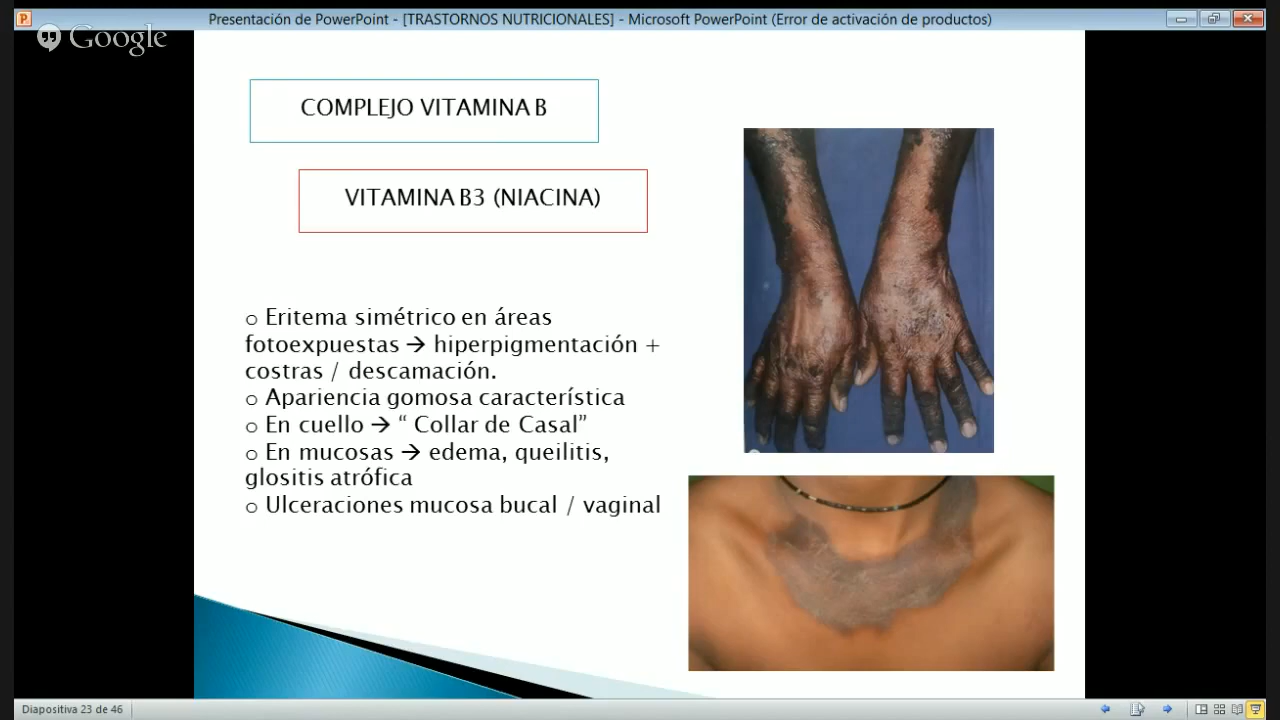 Presentación de PowerPoint - [TRASTORNOS NUTRICIONALES] - Microsoft PowerPoint (Error de activación de productos)
Google
COMPLEJO VITAMINA B
VITAMINA B3 (NIACINA)
o Eritema simétrico en áreas
fotoexpuestas → hiperpigmentación +
costras / descamación.
o Apariencia gomosa característica
o En cuello → “ Collar de Casal”
o En mucosas → edema, queilitis,
glositis atrófica
o Ulceraciones mucosa bucal / vaginal
Diapositiva 23 de 46